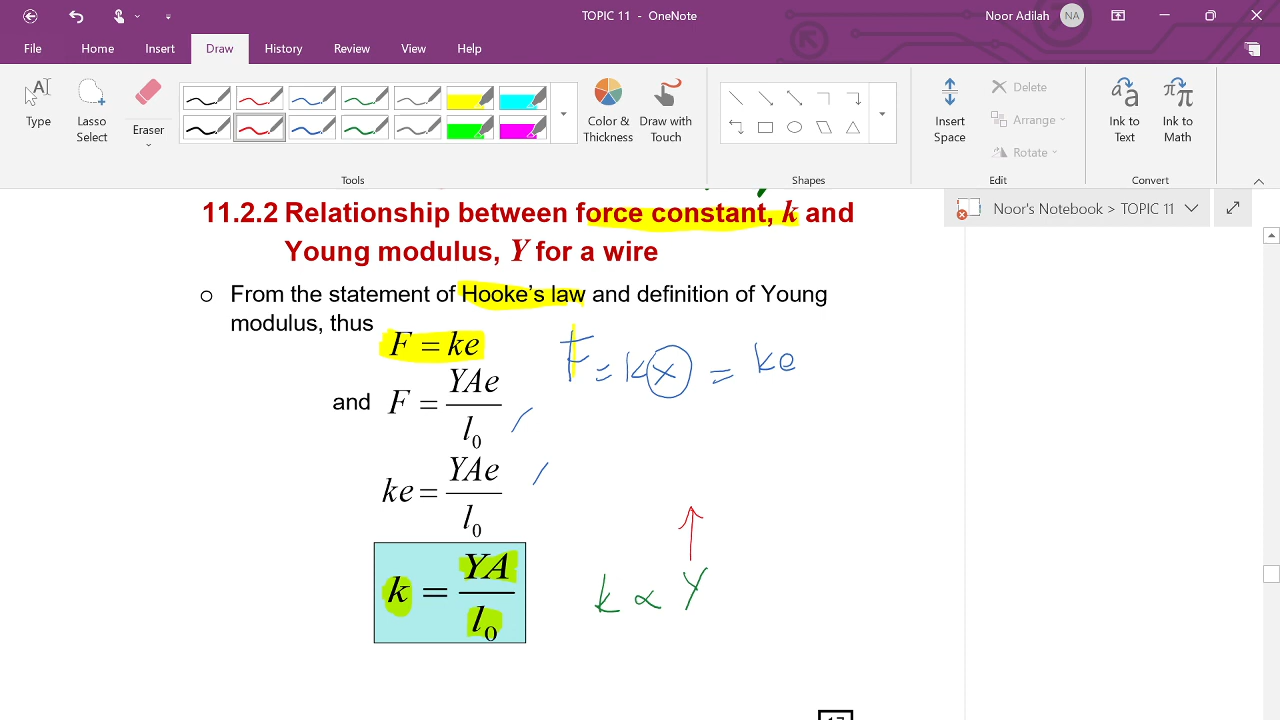 TOPIC 11 - OneNote
Noor Adilah NA
File Home Insert Draw History Review View Help
Type
Lasso Select
Eraser
Color & Thickness
Draw with Touch
Insert Space
Delete
Arrange
Rotate
Ink to Text
Ink to Math
Tools Shapes Edit Convert
Noor's Notebook > TOPIC 11
11.2.2 Relationship between force constant, k and
Young modulus, Y for a wire
o From the statement of Hooke's law and definition of Young
modulus, thus
F = ke
F = kx = ke
and F = YAe / l₀
ke = YAe / l₀
k = YA / l₀
k ∝ Y